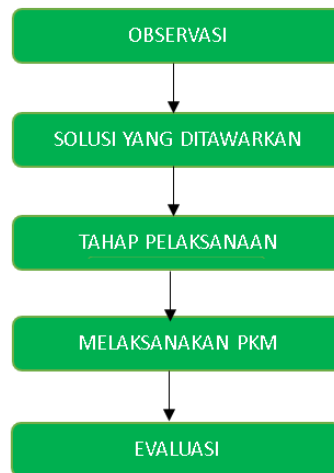 OBSERVASI
SOLUSI YANG DITAWARKAN
TAHAP PELAKSANAAN
MELAKSANAKAN PKM
EVALUASI